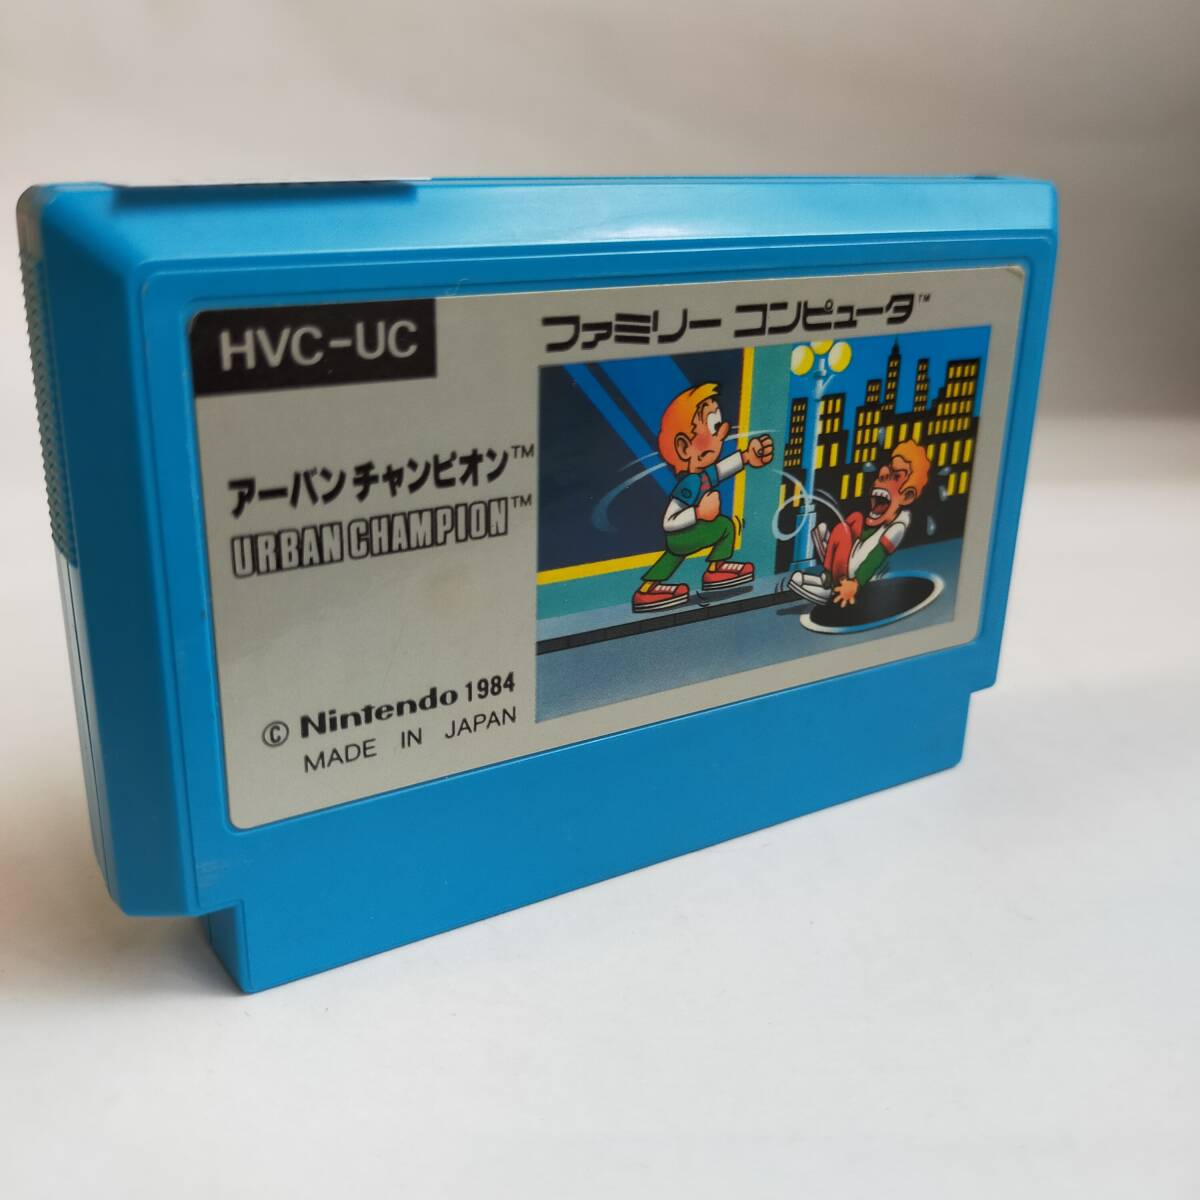 HVC-UC
ファミリー コンピュータ™
アーバンチャンピオン™
URBAN CHAMPION™
© Nintendo 1984
MADE IN JAPAN